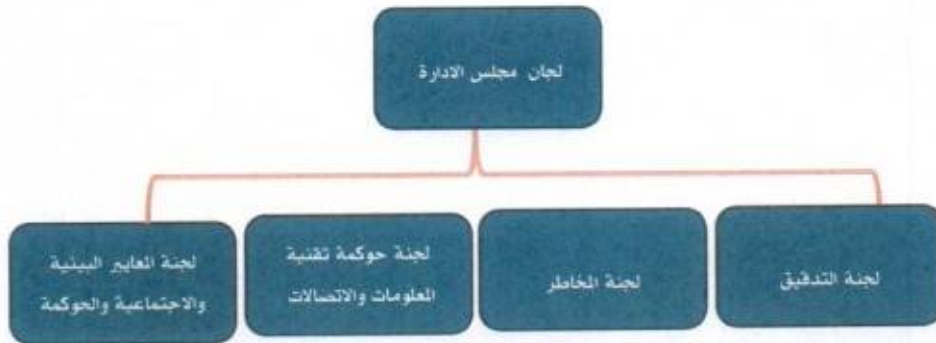 لجان مجلس الادارة
لجنة التدقيق
لجنة المخاطر
لجنة حوكمة تقنية
المعلومات والاتصالات
لجنة المعايير البيئية
والاجتماعية والحوكمة